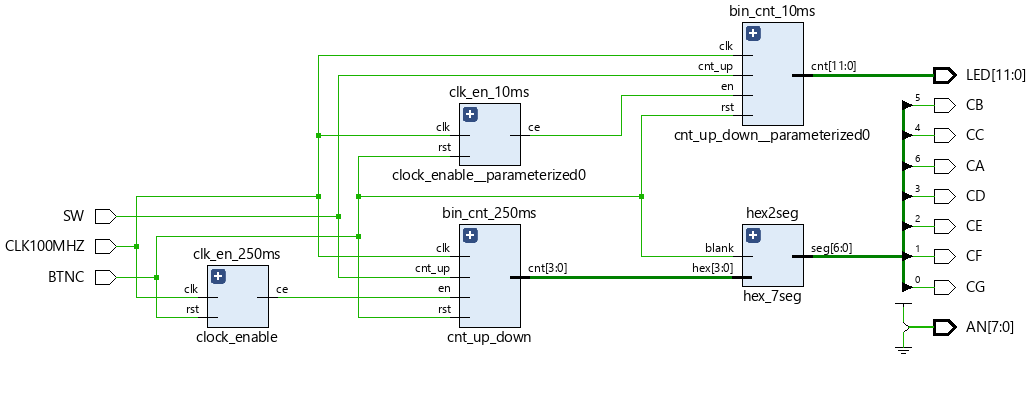 bin_cnt_10ms
clk
cnt_up
en
rst
cnt[11:0]
cnt_up_down__parameterized0
LED[11:0]
clk_en_10ms
clk
rst
ce
clock_enable__parameterized0
5
CB
4
CC
6
CA
3
CD
2
CE
1
CF
0
CG
SW
CLK100MHZ
BTNC
clk_en_250ms
clk
rst
ce
clock_enable
bin_cnt_250ms
clk
cnt_up
en
rst
cnt[3:0]
cnt_up_down
hex2seg
blank
hex[3:0]
seg[6:0]
hex_7seg
AN[7:0]